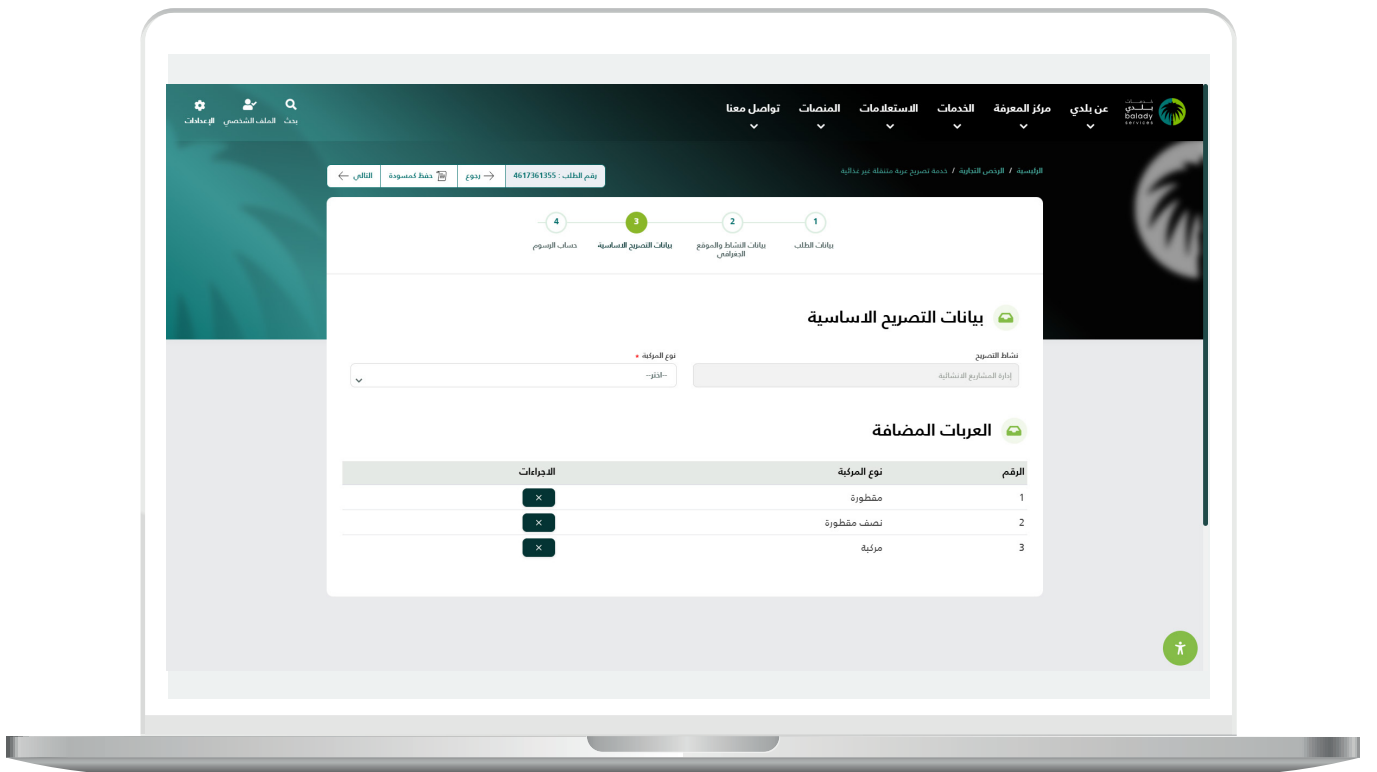 خدمات
بلدي
balady
services
عن بلدي
مركز المعرفة
الخدمات
الاستعلامات
المنصات
تواصل معنا
بحث
الملف الشخصي
الإعدادات
الرئيسية / الرخص التجارية / خدمة تصريح عربة متنقلة غير غذائية
رقم الطلب : 4617361355
رجوع
حفظ كمسودة
التالي
1
2
3
4
بيانات الطلب
بيانات النشاط والموقع
الجغرافي
بيانات التصريح الاساسية
حساب الرسوم
بيانات التصريح الاساسية
نشاط التصريح
نوع المركبة *
إدارة المشاريع الانشائية
--اختر--
العربات المضافة
الرقم نوع المركبة الاجراءات
1 مقطورة ×
2 نصف مقطورة ×
3 مركبة ×